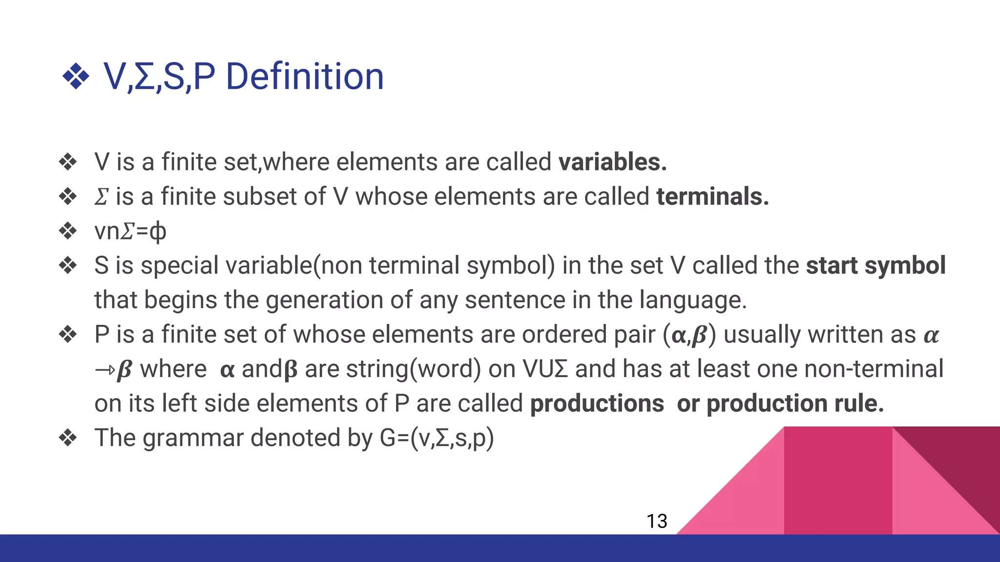 ❖ V,Σ,S,P Definition
❖ V is a finite set,where elements are called variables.
❖ 𝛴 is a finite subset of V whose elements are called terminals.
❖ vn𝛴=ф
❖ S is special variable(non terminal symbol) in the set V called the start symbol
that begins the generation of any sentence in the language.
❖ P is a finite set of whose elements are ordered pair (α,𝜷) usually written as 𝜶
⇾𝜷 where  α andβ are string(word) on VUΣ and has at least one non-terminal
on its left side elements of P are called productions  or production rule.
❖ The grammar denoted by G=(v,Σ,s,p)
13